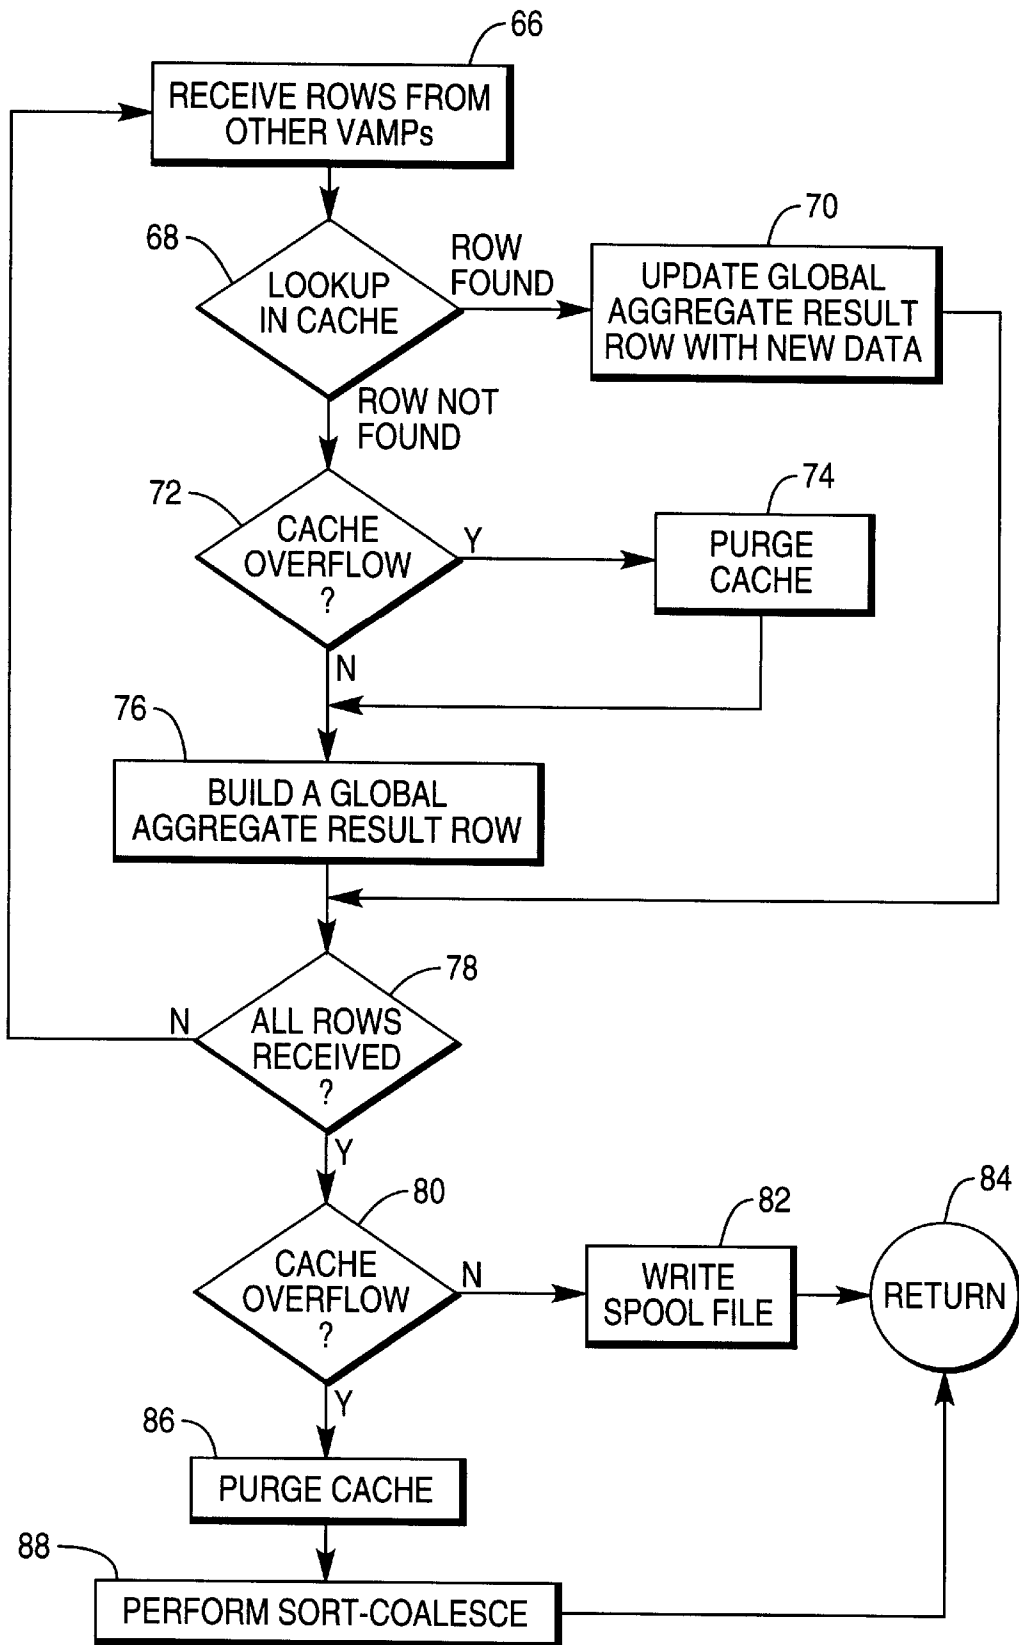 66
RECEIVE ROWS FROM
OTHER VAMPs
68
LOOKUP
IN CACHE
ROW
FOUND
70
UPDATE GLOBAL
AGGREGATE RESULT
ROW WITH NEW DATA
ROW NOT
FOUND
72
CACHE
OVERFLOW
?
Y
74
PURGE
CACHE
N
76
BUILD A GLOBAL
AGGREGATE RESULT ROW
78
N
ALL ROWS
RECEIVED
?
Y
80
CACHE
OVERFLOW
?
N
82
WRITE
SPOOL FILE
84
RETURN
Y
86
PURGE CACHE
88
PERFORM SORT-COALESCE